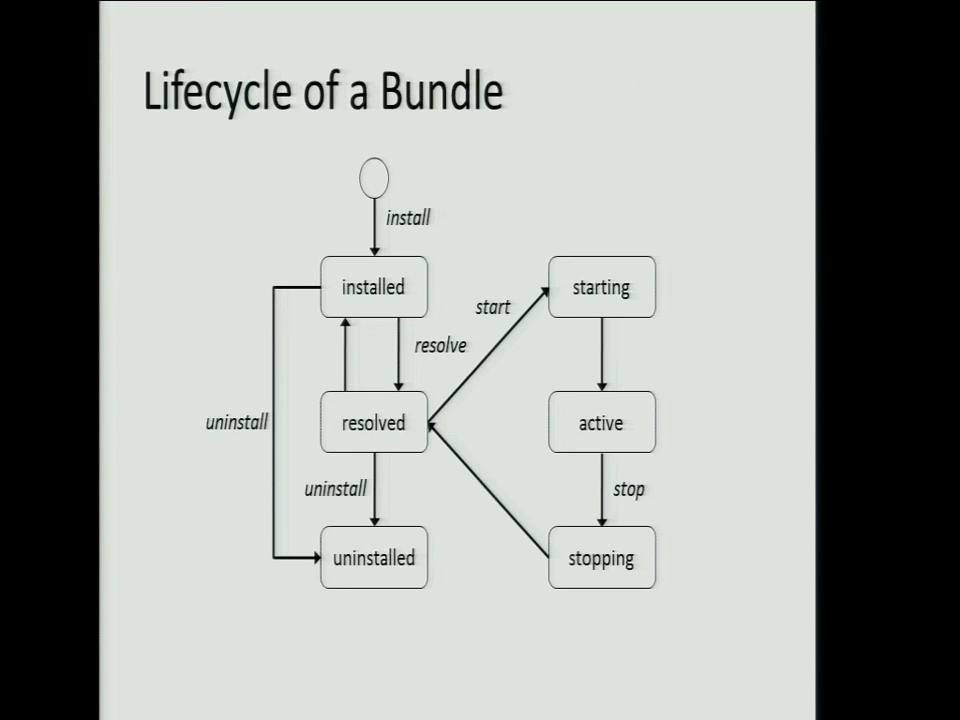 Lifecycle of a Bundle
install
installed
starting
start
resolve
resolved
active
uninstall
uninstall
stop
uninstalled
stopping